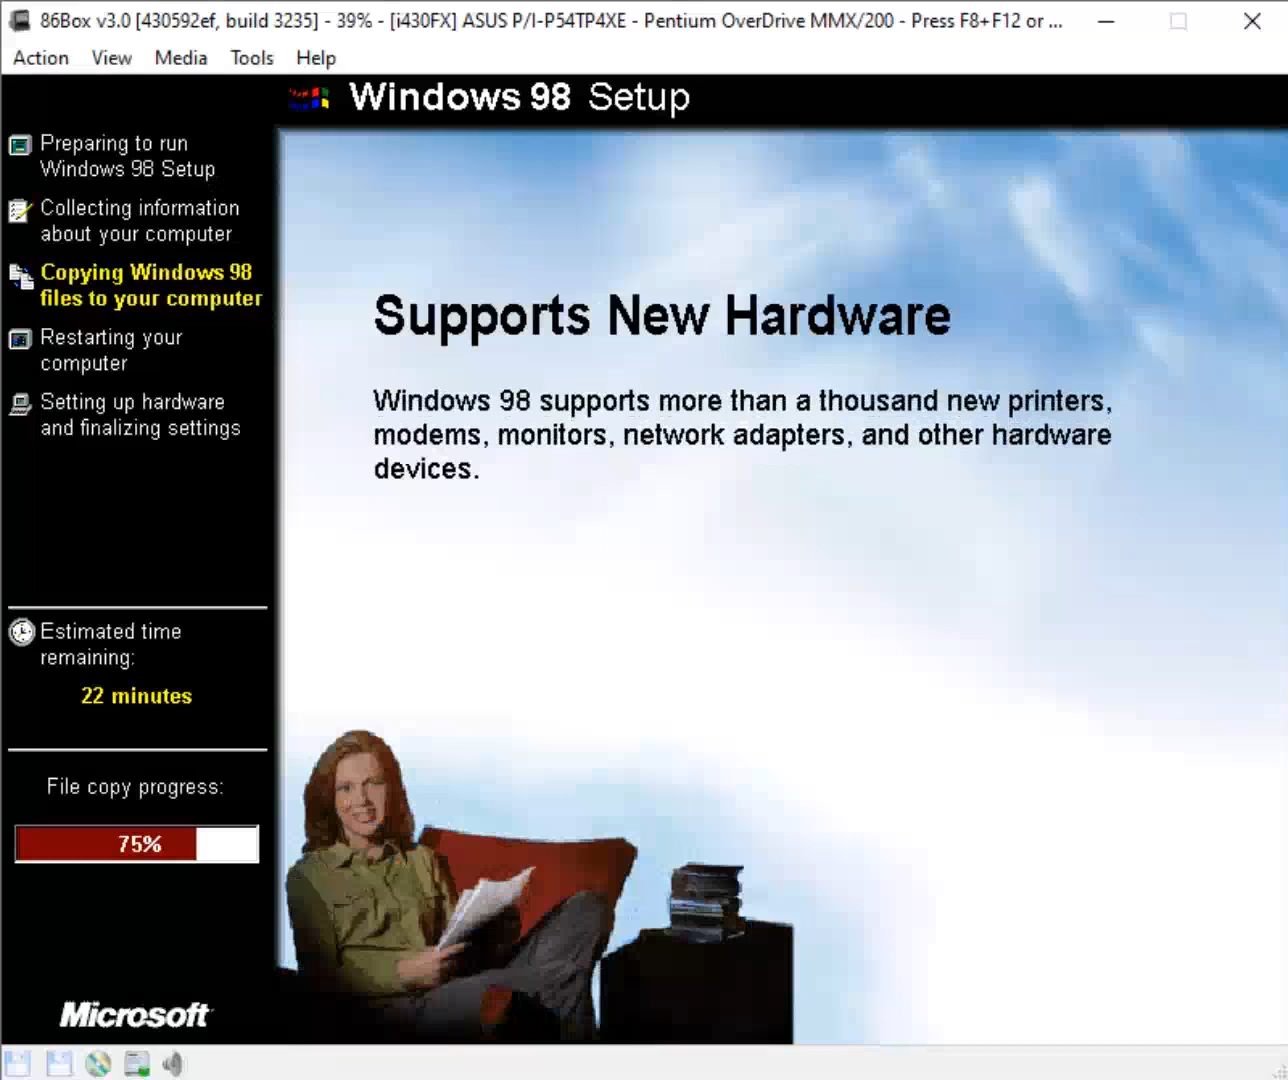 86Box v3.0 [430592ef, build 3235] - 39% - [i430FX] ASUS P/I-P54TP4XE - Pentium OverDrive MMX/200 - Press F8+F12 or ...
Action View Media Tools Help
Windows 98 Setup
Preparing to run
Windows 98 Setup
Collecting information
about your computer
Copying Windows 98
files to your computer
Restarting your
computer
Setting up hardware
and finalizing settings
Estimated time
remaining:
22 minutes
File copy progress:
75%
Microsoft
Supports New Hardware
Windows 98 supports more than a thousand new printers,
modems, monitors, network adapters, and other hardware
devices.